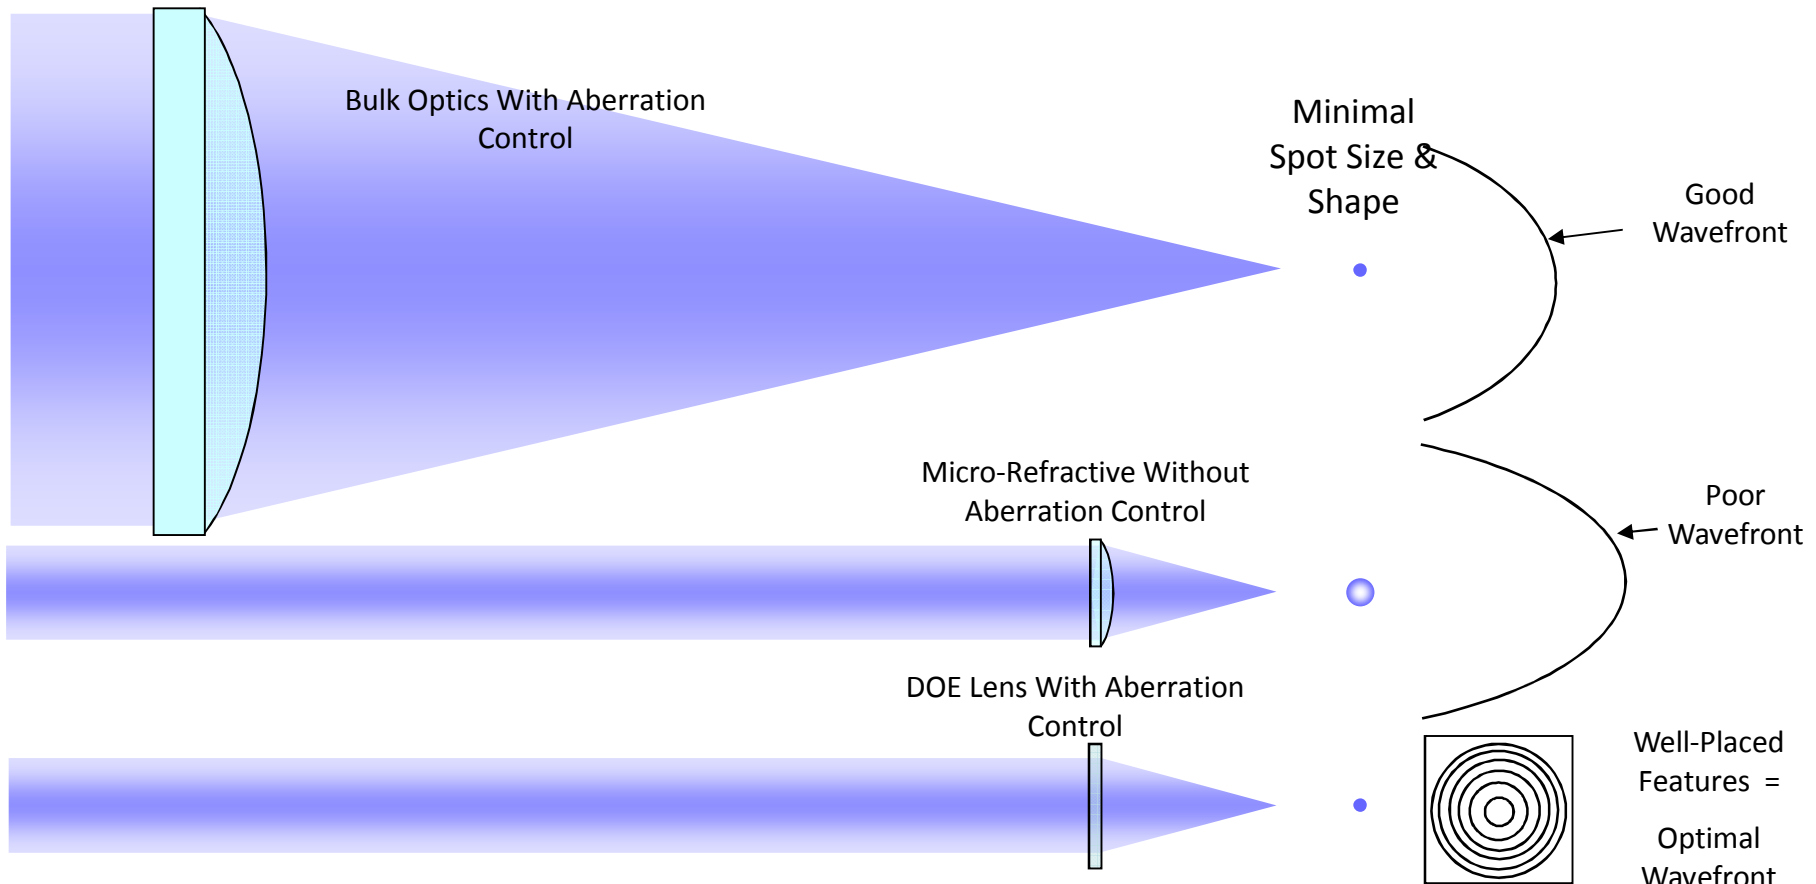 Bulk Optics With Aberration
Control
Minimal
Spot Size &
Shape
Good
Wavefront
Micro-Refractive Without
Aberration Control
Poor
Wavefront
DOE Lens With Aberration
Control
Well-Placed
Features =
Optimal
Wavefront